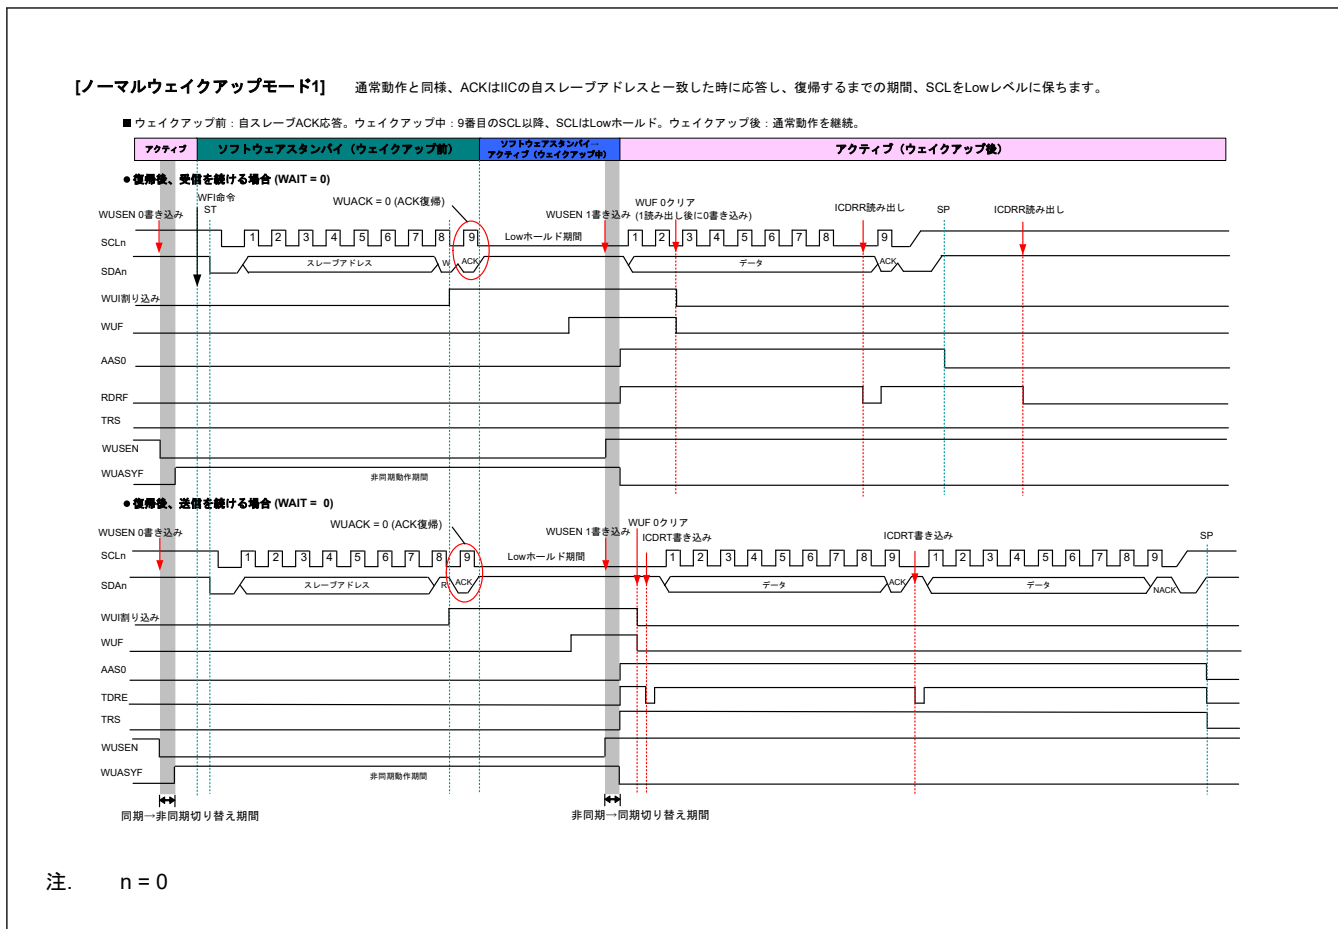 [ノーマルウェイクアップモード1] 通常動作と同様、ACKはIICの自スレーブアドレスと一致した時に応答し、復帰するまでの期間、SCLをLowレベルに保ちます。
■ ウェイクアップ前：自スレーブACK応答。ウェイクアップ中：9番目のSCL以降、SCLはLowホールド。ウェイクアップ後：通常動作を継続。
アクティブ ソフトウェアスタンバイ（ウェイクアップ前） ソフトウェアスタンバイ→ アクティブ（ウェイクアップ後）
アクティブ（ウェイクアップ中）
● 復帰後、受信を続ける場合 (WAIT = 0)
WFI命令
WUSEN 0書き込み ST WUACK = 0 (ACK復帰) WUSEN 1書き込み WUF 0クリア ICDRR読み出し SP ICDRR読み出し
(1読み出し後に0書き込み)
SCLn 1 2 3 4 5 6 7 8 9 Lowホールド期間 1 2 3 4 5 6 7 8 9
SDAn スレーブアドレス W ACK データ ACK
WUI割り込み
WUF
AAS0
RDRF
TRS
WUSEN
WUASYF 非同期動作期間
● 復帰後、送信を続ける場合 (WAIT = 0)
WUSEN 0書き込み WUACK = 0 (ACK復帰) WUSEN 1書き込み WUF 0クリア ICDRT書き込み ICDRT書き込み SP
SCLn 1 2 3 4 5 6 7 8 9 Lowホールド期間 1 2 3 4 5 6 7 8 9 1 2 3 4 5 6 7 8 9
SDAn スレーブアドレス R ACK データ ACK データ NACK
WUI割り込み
WUF
AAS0
TDRE
TRS
WUSEN
WUASYF 非同期動作期間
同期→非同期切り替え期間 非同期→同期切り替え期間
注. n = 0